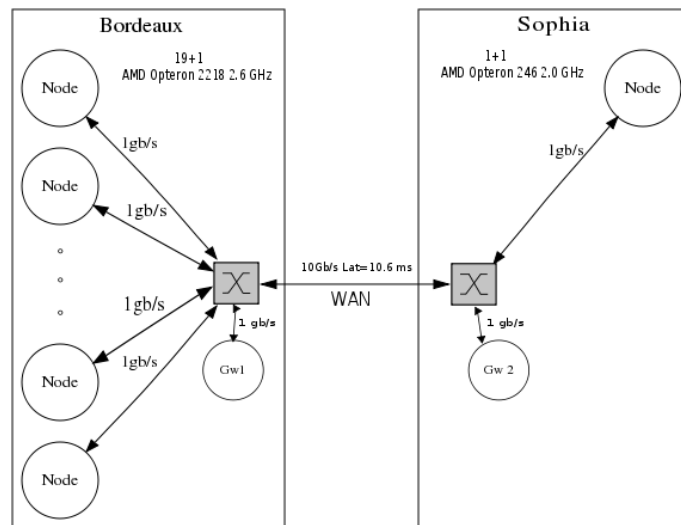 Bordeaux
19+1
AMD Opteron 2218 2.6 GHz
Node
1gb/s
Node
1gb/s
1gb/s
Node
1gb/s
Node
1 gb/s
Gw1
10Gb/s Lat=10.6 ms
WAN
Sophia
1+1
AMD Opteron 246 2.0 GHz
Node
1gb/s
1 gb/s
Gw 2